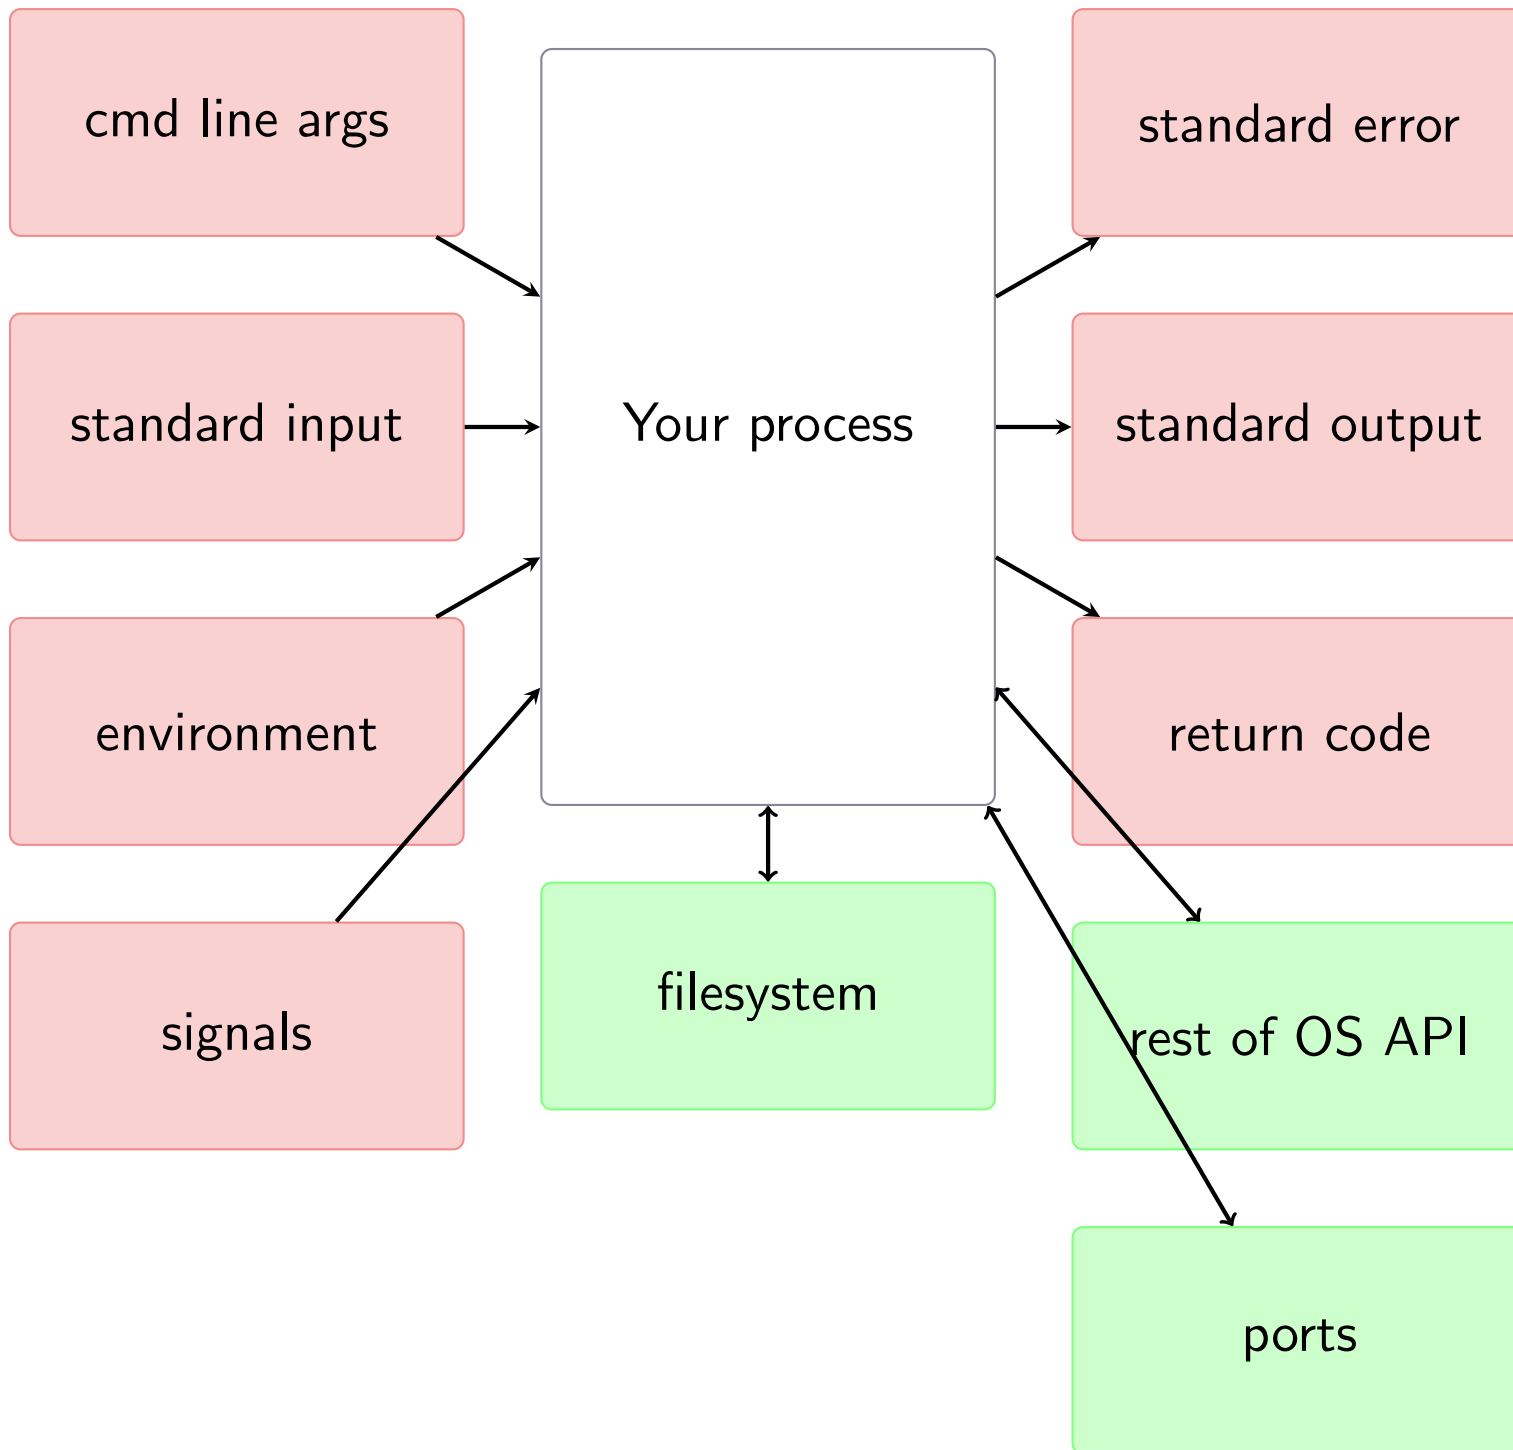 cmd line args
standard error
standard input
Your process
standard output
environment
return code
filesystem
signals
rest of OS API
ports